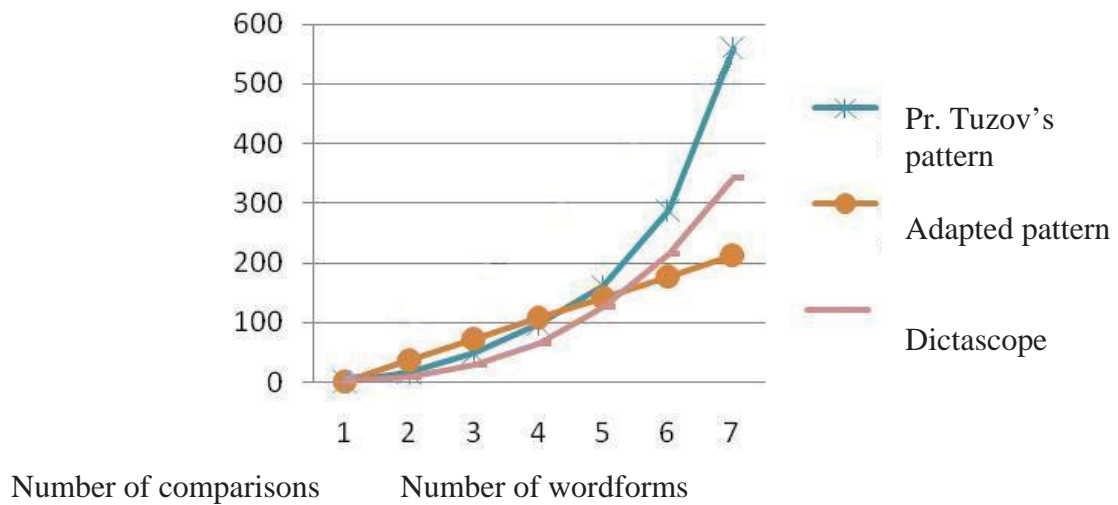 600
500
400
300
200
100
0
1 2 3 4 5 6 7
Pr. Tuzov’s
pattern
Adapted pattern
Dictascope
Number of comparisons Number of wordforms